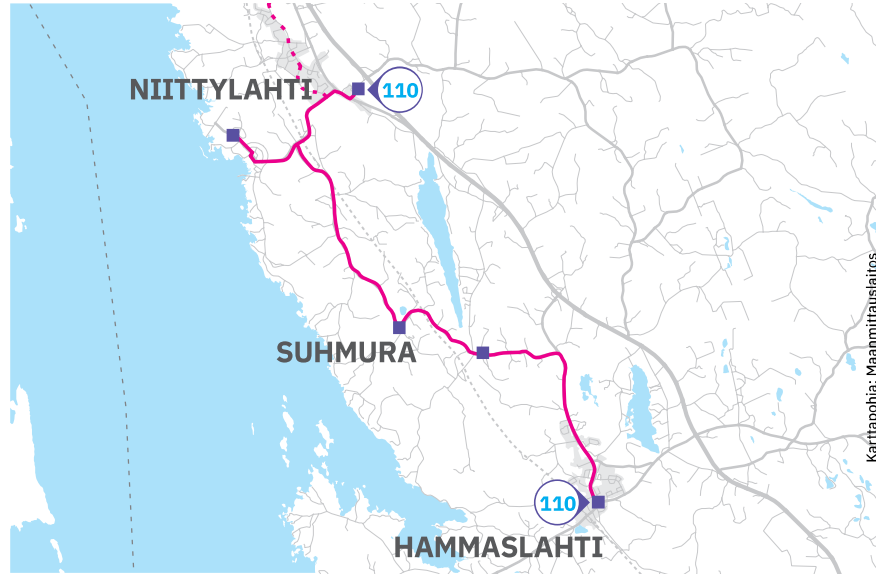 NIITTYLAHTI
110
SUHMURA
110
HAMMASLAHTI
Karttapohja: Maanmittauslaitos